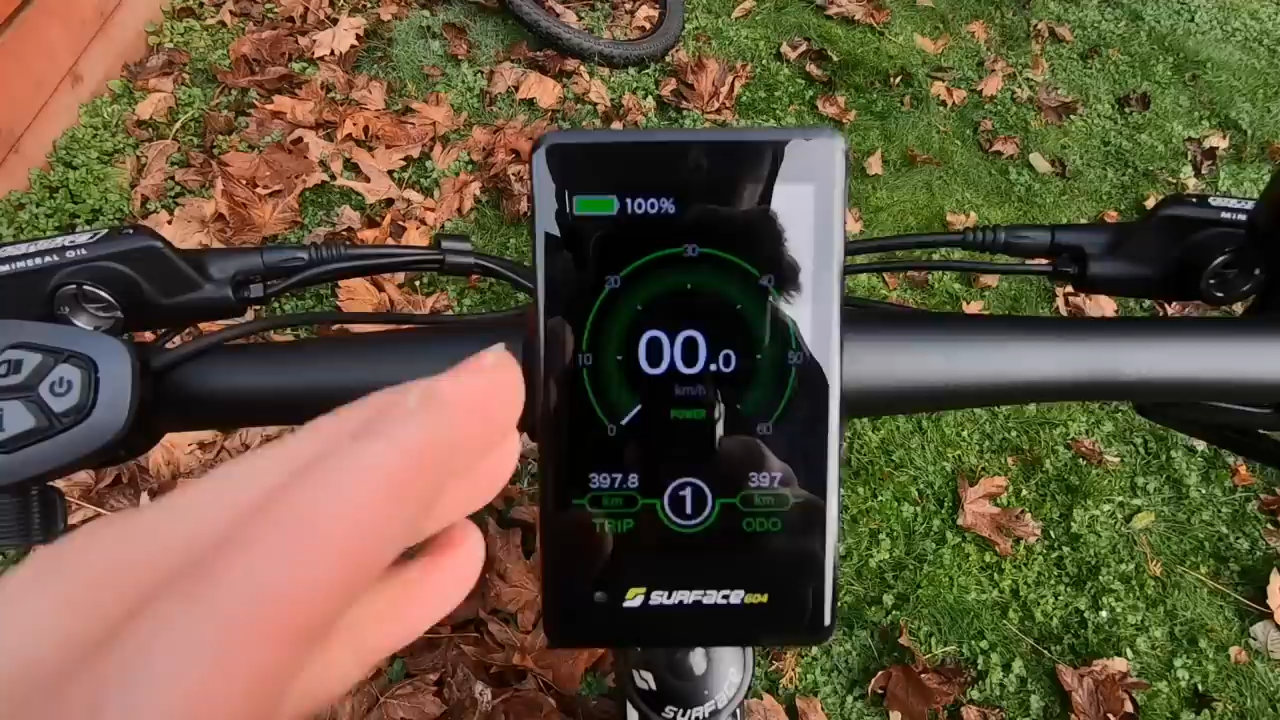 100%
30
20
40
00.0
10
50
km/h
POWER
0
60
397.8
397
km
1
km
TRIP
ODO
SURFACE604
MINERAL OIL
MIN
SURFACE